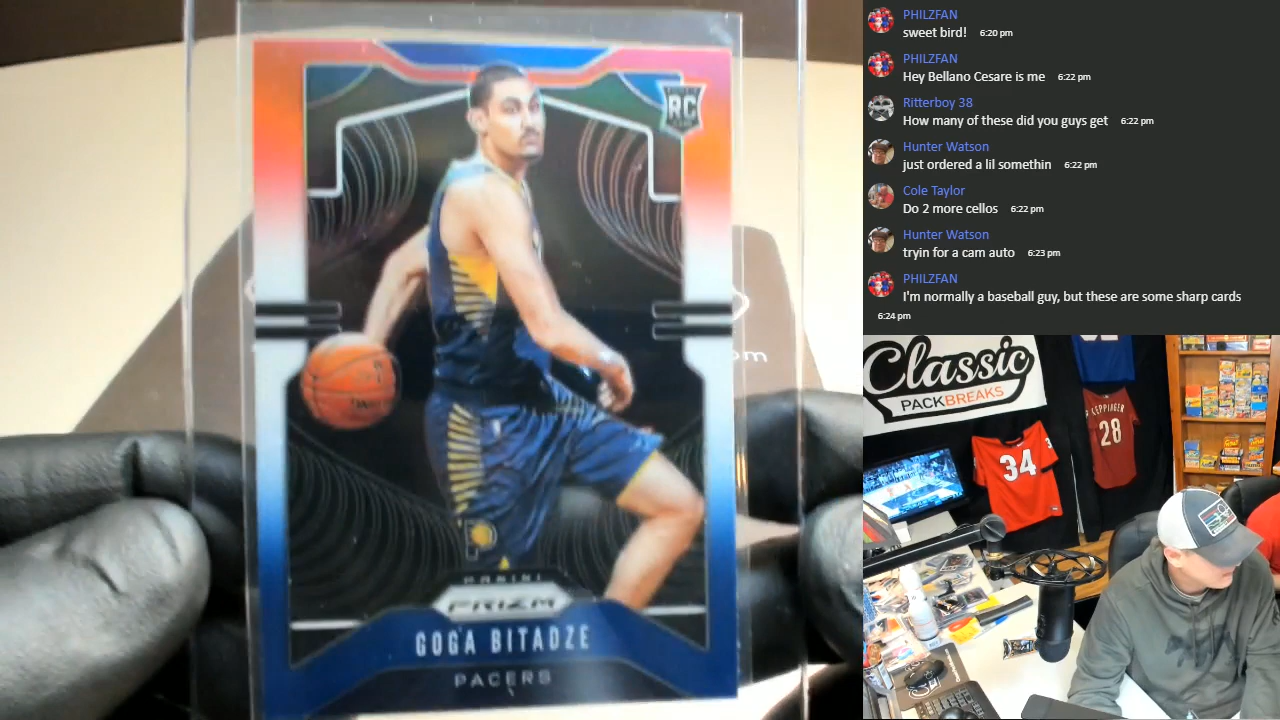 RC
om
PANINI
PRIZM
GOGA BITADZE
PACERS
PHILZFAN
sweet bird! 6:20 pm
PHILZFAN
Hey Bellano Cesare is me 6:22 pm
Ritterboy 38
How many of these did you guys get 6:22 pm
Hunter Watson
just ordered a lil somethin 6:22 pm
Cole Taylor
Do 2 more cellos 6:22 pm
Hunter Watson
tryin for a cam auto 6:23 pm
PHILZFAN
I'm normally a baseball guy, but these are some sharp cards
6:24 pm
Classic
PACKBREAKS
34
KEPPINGER
28